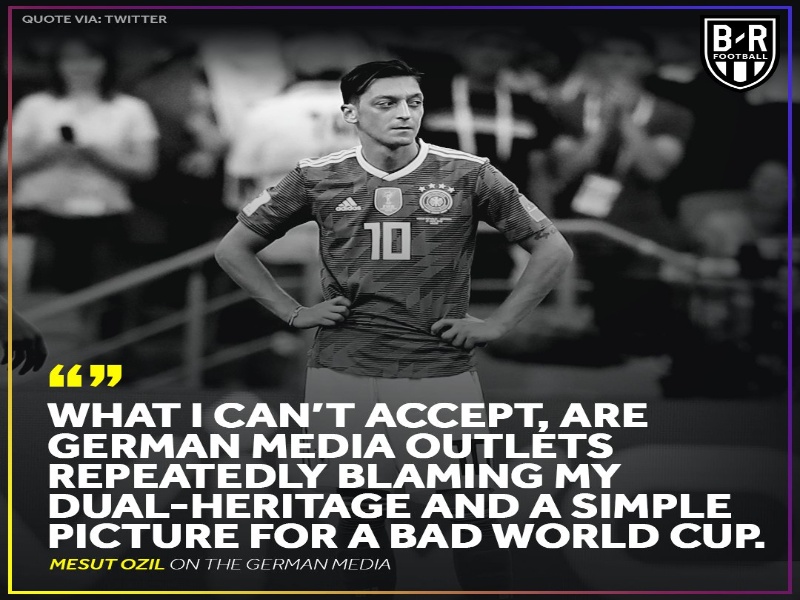 QUOTE VIA: TWITTER
B-R
FOOTBALL
10
“”
WHAT I CAN'T ACCEPT, ARE
GERMAN MEDIA OUTLETS
REPEATEDLY BLAMING MY
DUAL-HERITAGE AND A SIMPLE
PICTURE FOR A BAD WORLD CUP.
MESUT OZIL ON THE GERMAN MEDIA